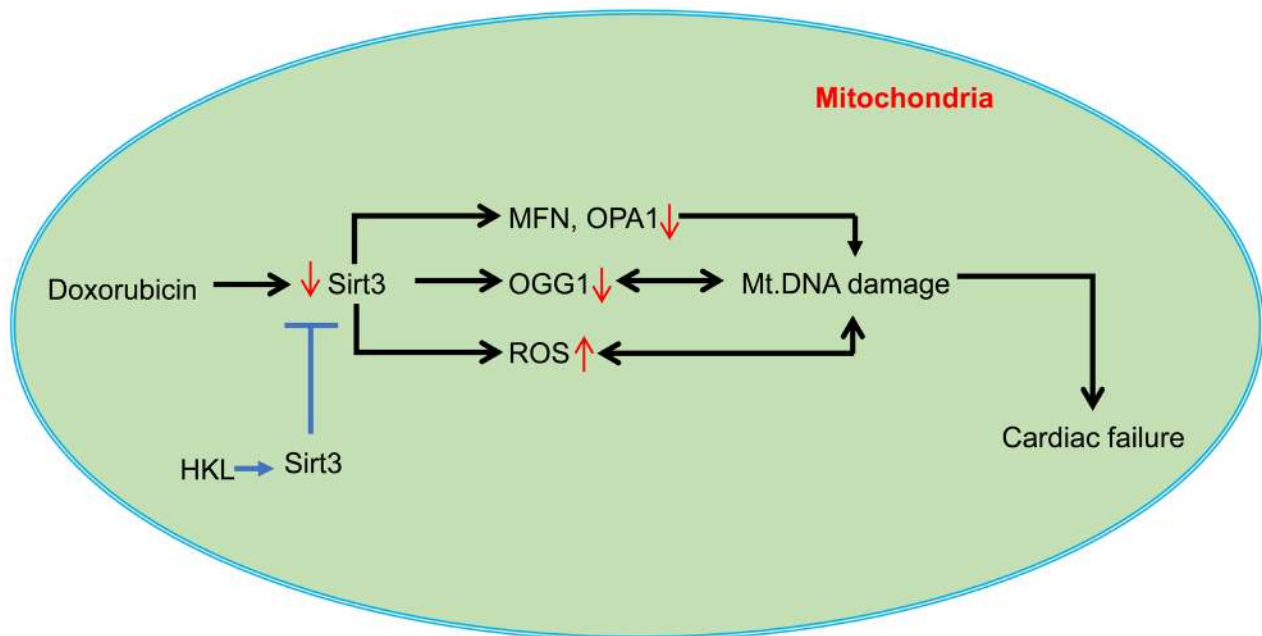 Mitochondria
MFN, OPA1
Doxorubicin
Sirt3
OGG1
Mt.DNA damage
ROS
Cardiac failure
HKL
Sirt3